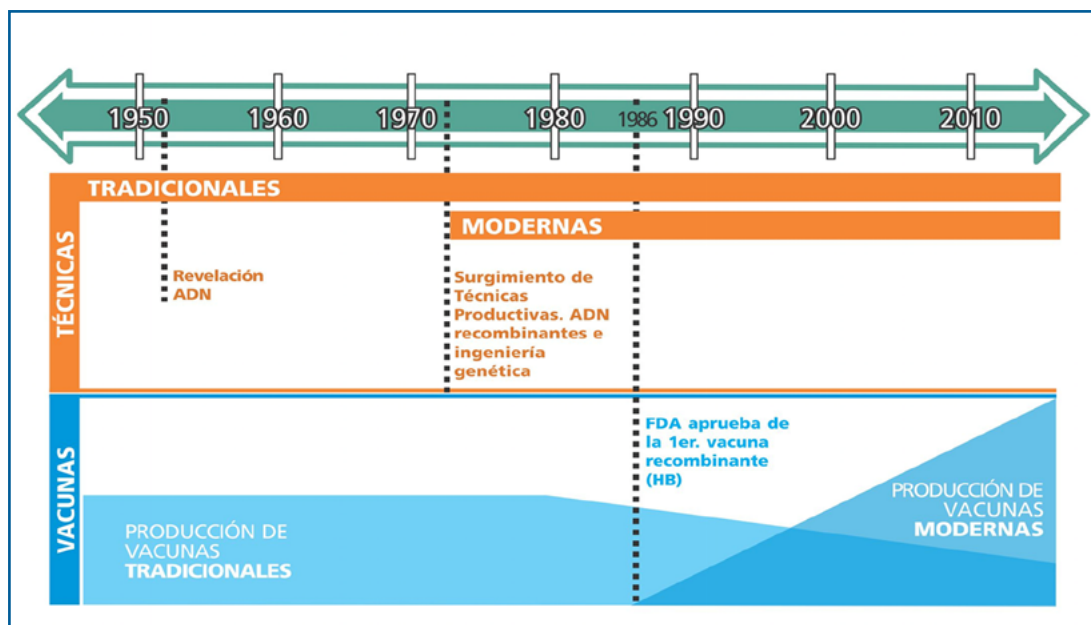 1950 1960 1970 1980 1986 1990 2000 2010
TÉCNICAS
TRADICIONALES
MODERNAS
Revelación
ADN
Surgimiento de
Técnicas
Productivas. ADN
recombinantes e
ingeniería
genética
VACUNAS
FDA aprueba de
la 1er. vacuna
recombinante
(HB)
PRODUCCIÓN DE
VACUNAS
TRADICIONALES
PRODUCCIÓN DE
VACUNAS
MODERNAS